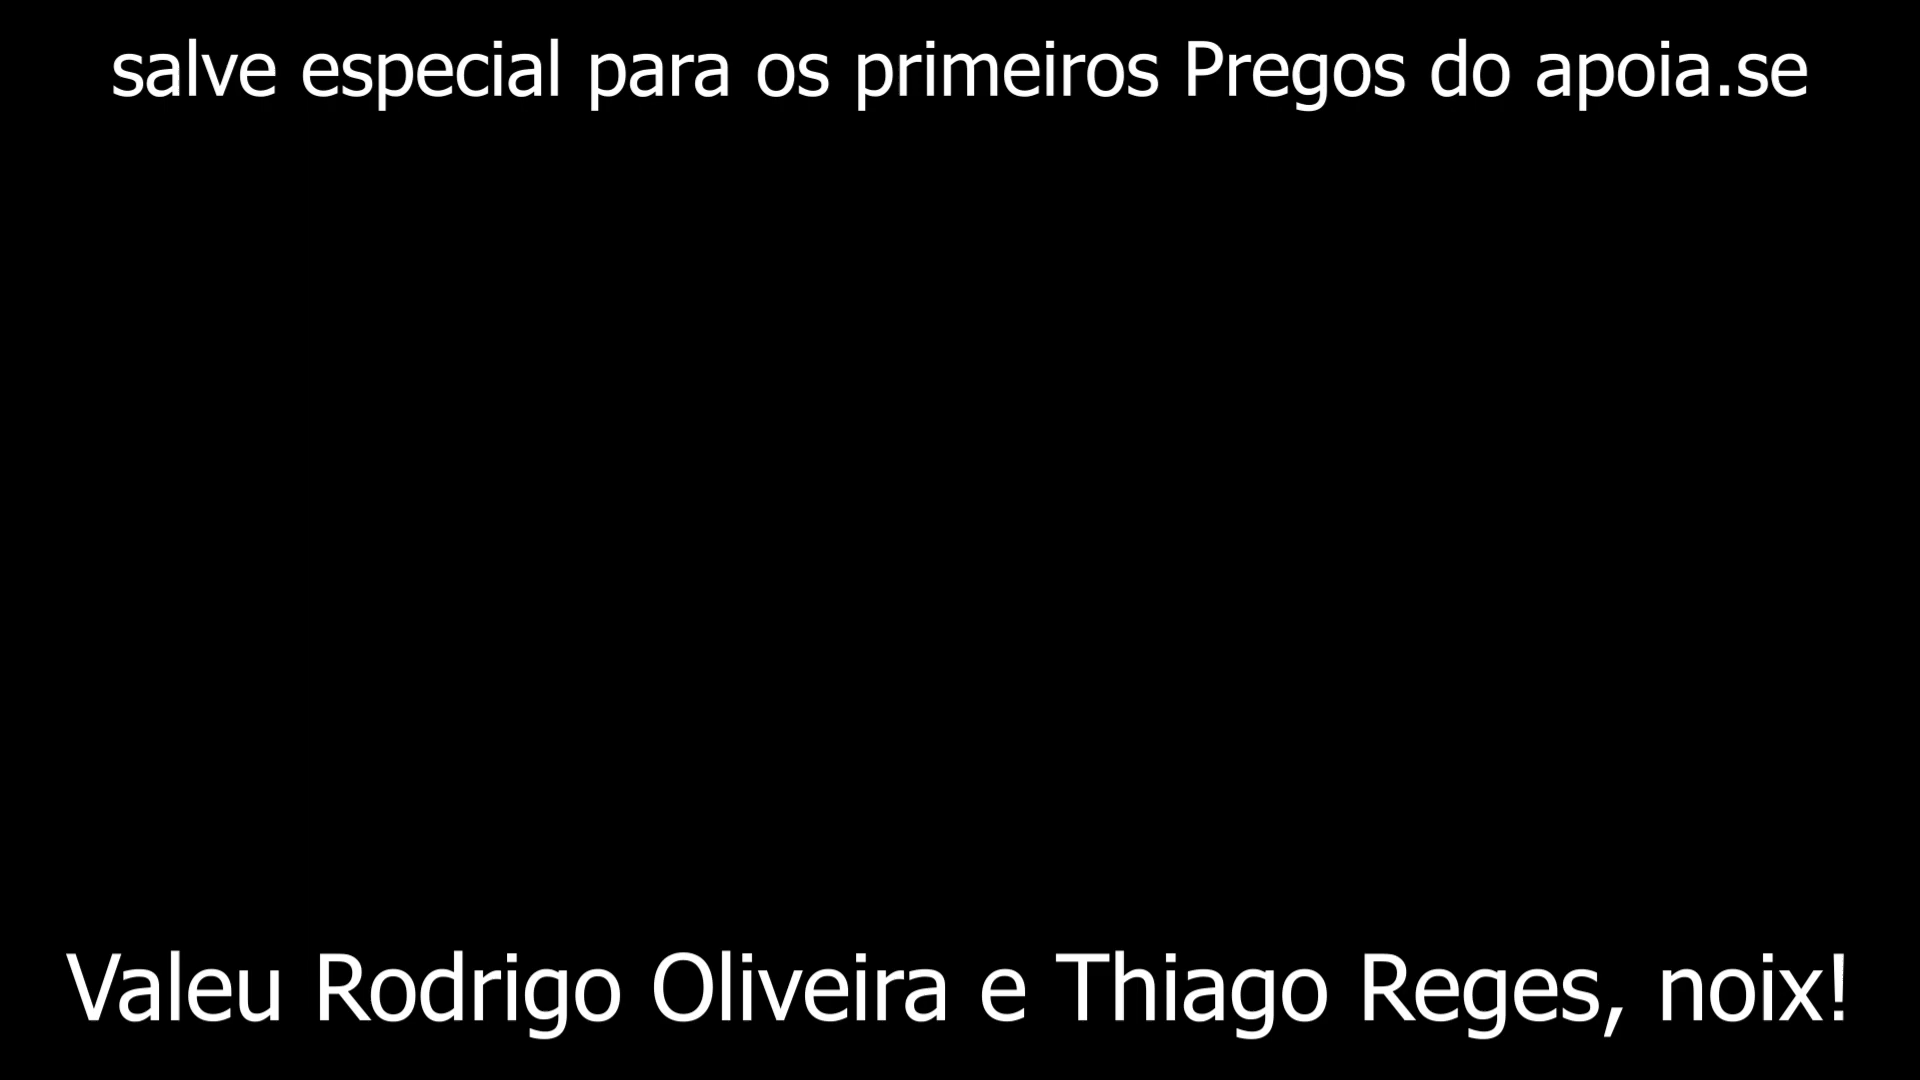 salve especial para os primeiros Pregos do apoia.se
Valeu Rodrigo Oliveira e Thiago Reges, noix!